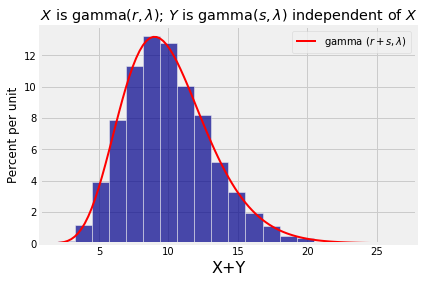 X is gamma(r, λ); Y is gamma(s, λ) independent of X
gamma (r + s, λ)
12
10
8
6
4
2
0
Percent per unit
5 10 15 20 25
X+Y